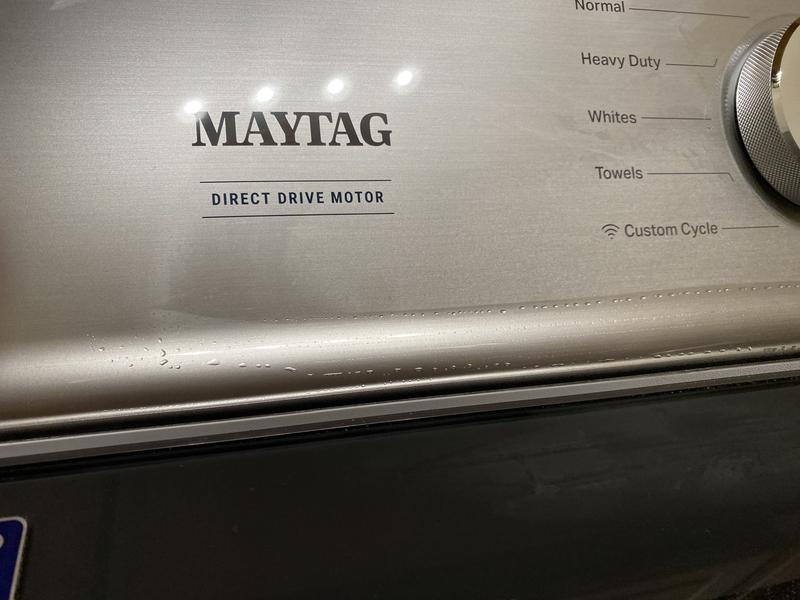 MAYTAG
DIRECT DRIVE MOTOR
Normal
Heavy Duty
Whites
Towels
Custom Cycle